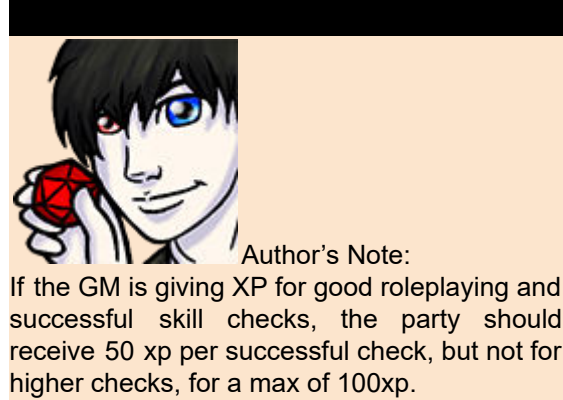 Author's Note:
If the GM is giving XP for good roleplaying and
successful skill checks, the party should
receive 50 xp per successful check, but not for
higher checks, for a max of 100xp.